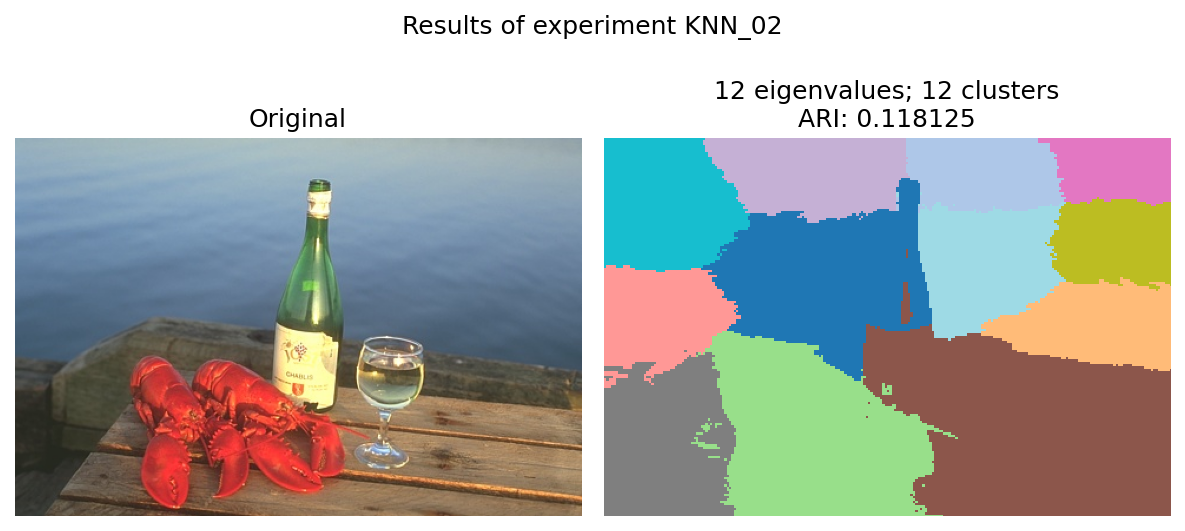 Results of experiment KNN_02
Original
12 eigenvalues; 12 clusters
ARI: 0.118125
CHABLIS